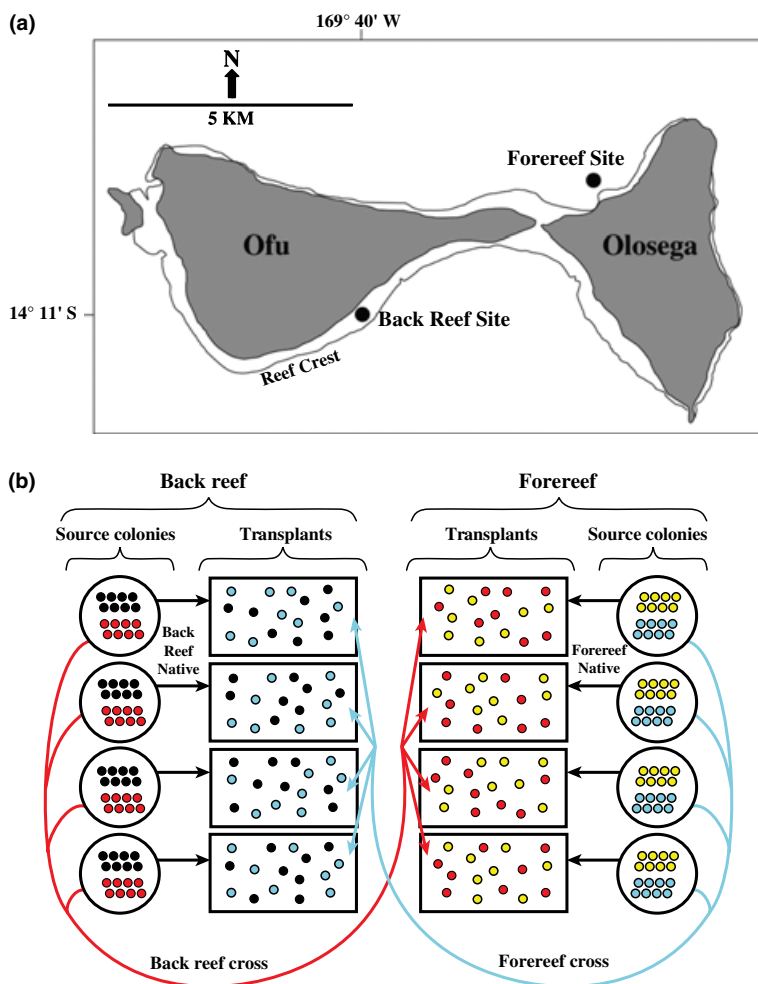 (a)
169° 40' W
N
5 KM
Forereef Site
Ofu
Olosega
14° 11' S
Back Reef Site
Reef Crest
(b)
Back reef
Forereef
Source colonies
Transplants
Transplants
Source colonies
Back
Reef
Native
Forereef
Native
Back reef cross
Forereef cross